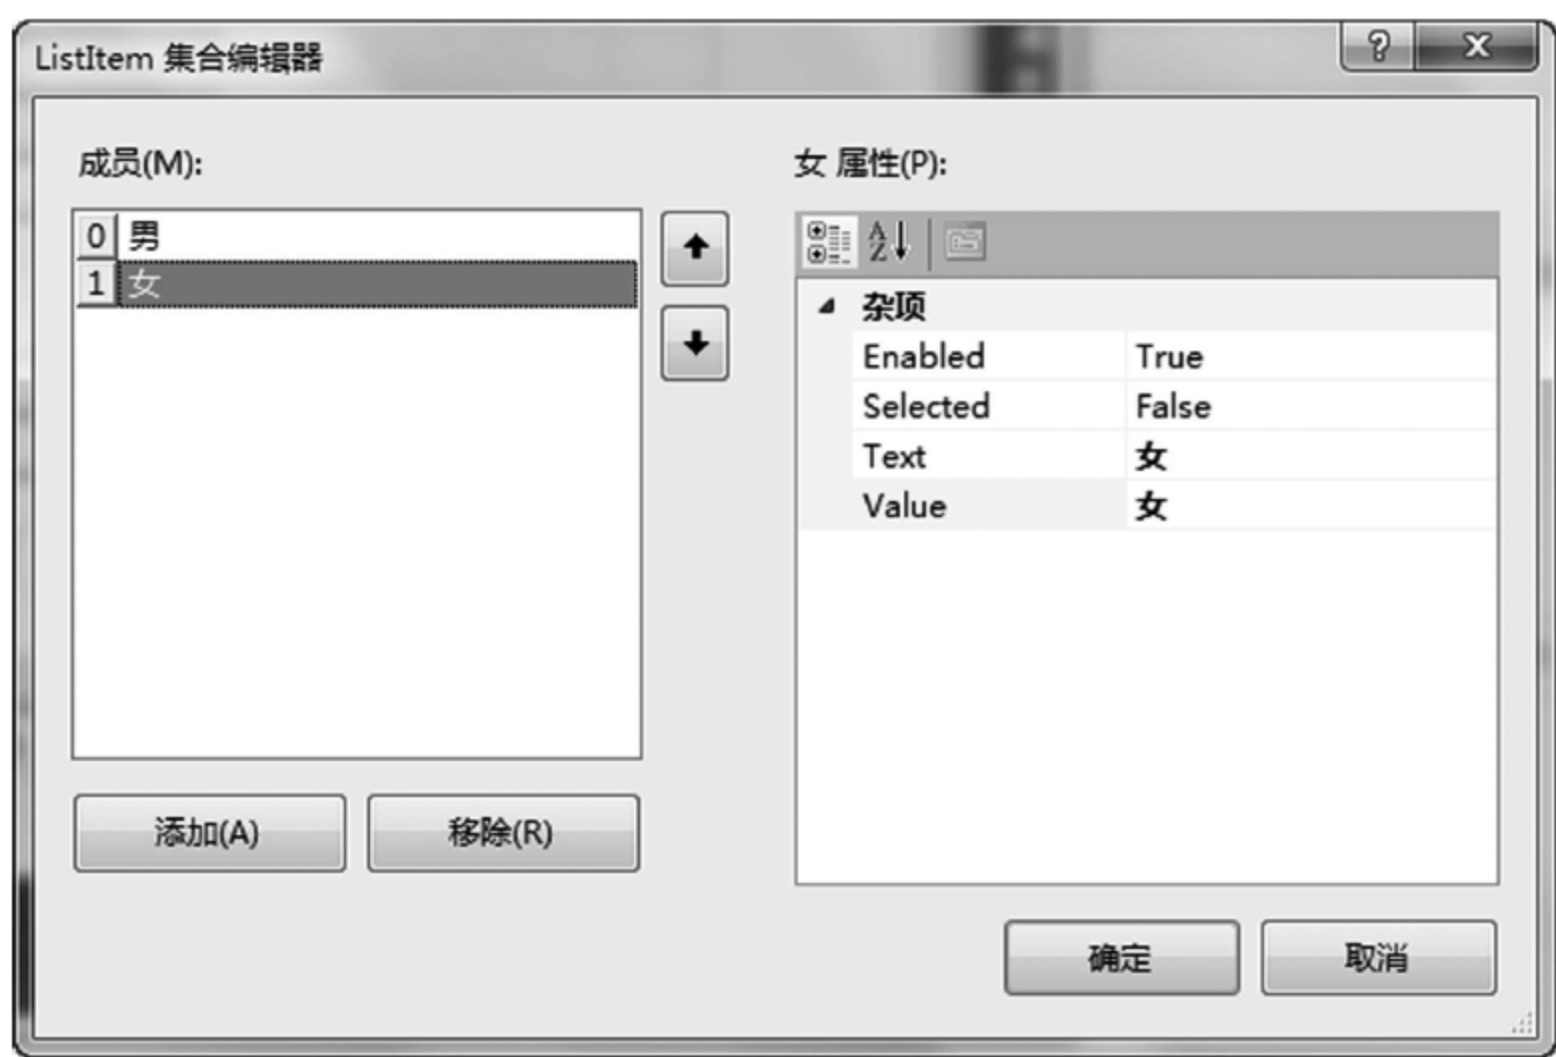 ListItem 集合编辑器
成员(M):
0 男
1 女
添加(A) 移除(R)
女 属性(P):
杂项
Enabled True
Selected False
Text 女
Value 女
确定 取消